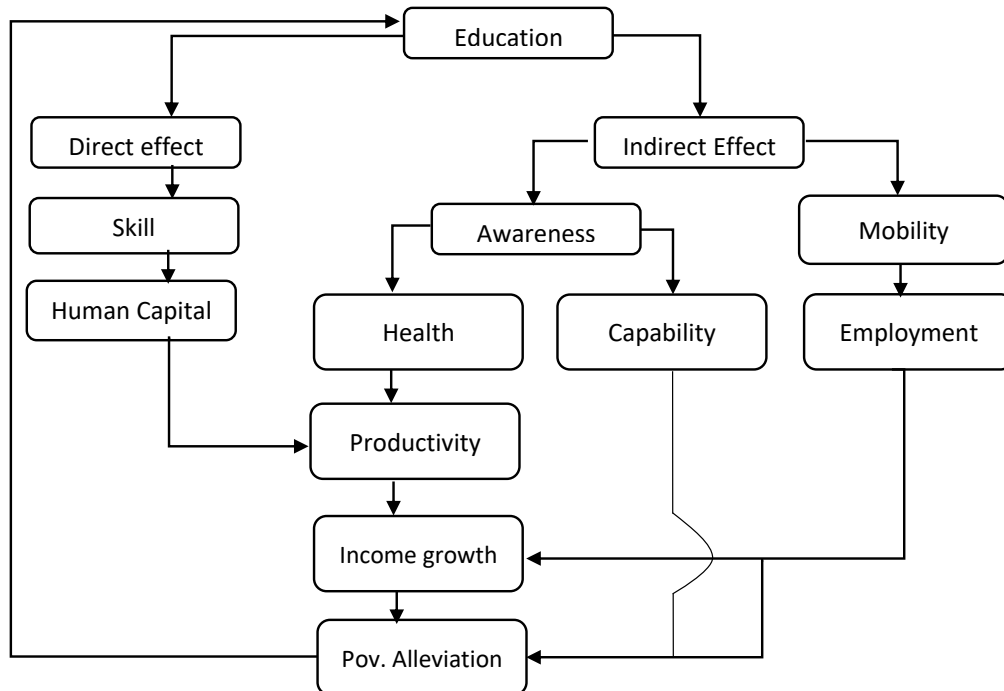 Education
Direct effect
Indirect Effect
Skill
Awareness
Mobility
Human Capital
Health
Capability
Employment
Productivity
Income growth
Pov. Alleviation